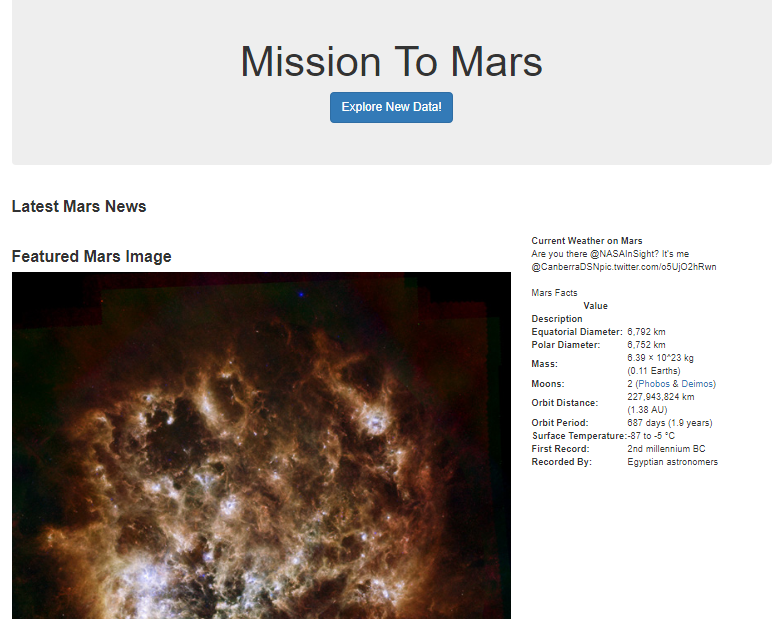 Mission To Mars
Explore New Data!
Latest Mars News
Featured Mars Image
Current Weather on Mars
Are you there @NASAInSight? It's me
@CanberraDSNpic.twitter.com/o5UjO2hRwn
Mars Facts
Value
Description
Equatorial Diameter: 6,792 km
Polar Diameter: 6,752 km
Mass: 6.39 × 10^23 kg
(0.11 Earths)
Moons: 2 (Phobos & Deimos)
Orbit Distance: 227,943,824 km
(1.38 AU)
Orbit Period: 687 days (1.9 years)
Surface Temperature: -87 to -5 °C
First Record: 2nd millennium BC
Recorded By: Egyptian astronomers